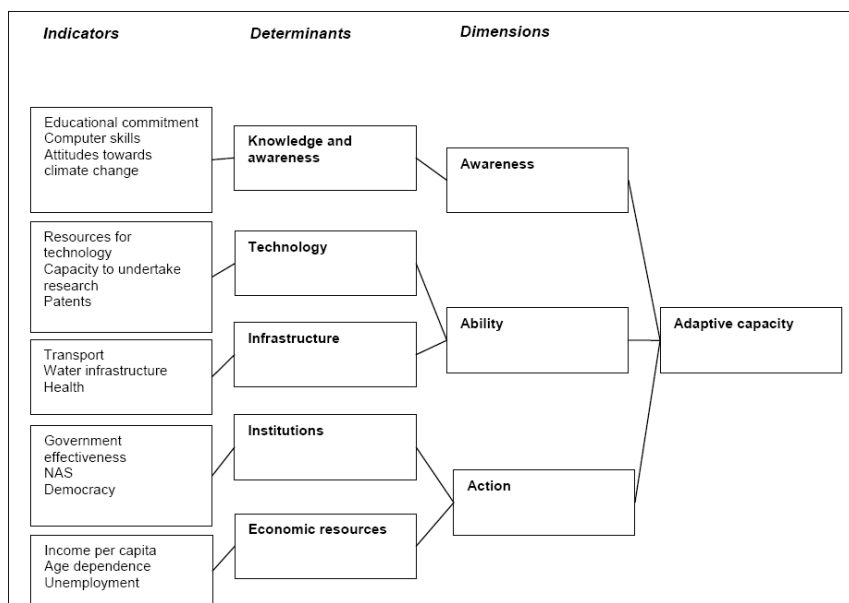 Indicators
Determinants
Dimensions
Educational commitment
Computer skills
Attitudes towards
climate change
Knowledge and
awareness
Awareness
Resources for
technology
Capacity to undertake
research
Patents
Technology
Ability
Adaptive capacity
Transport
Water infrastructure
Health
Infrastructure
Government
effectiveness
NAS
Democracy
Institutions
Action
Income per capita
Age dependence
Unemployment
Economic resources